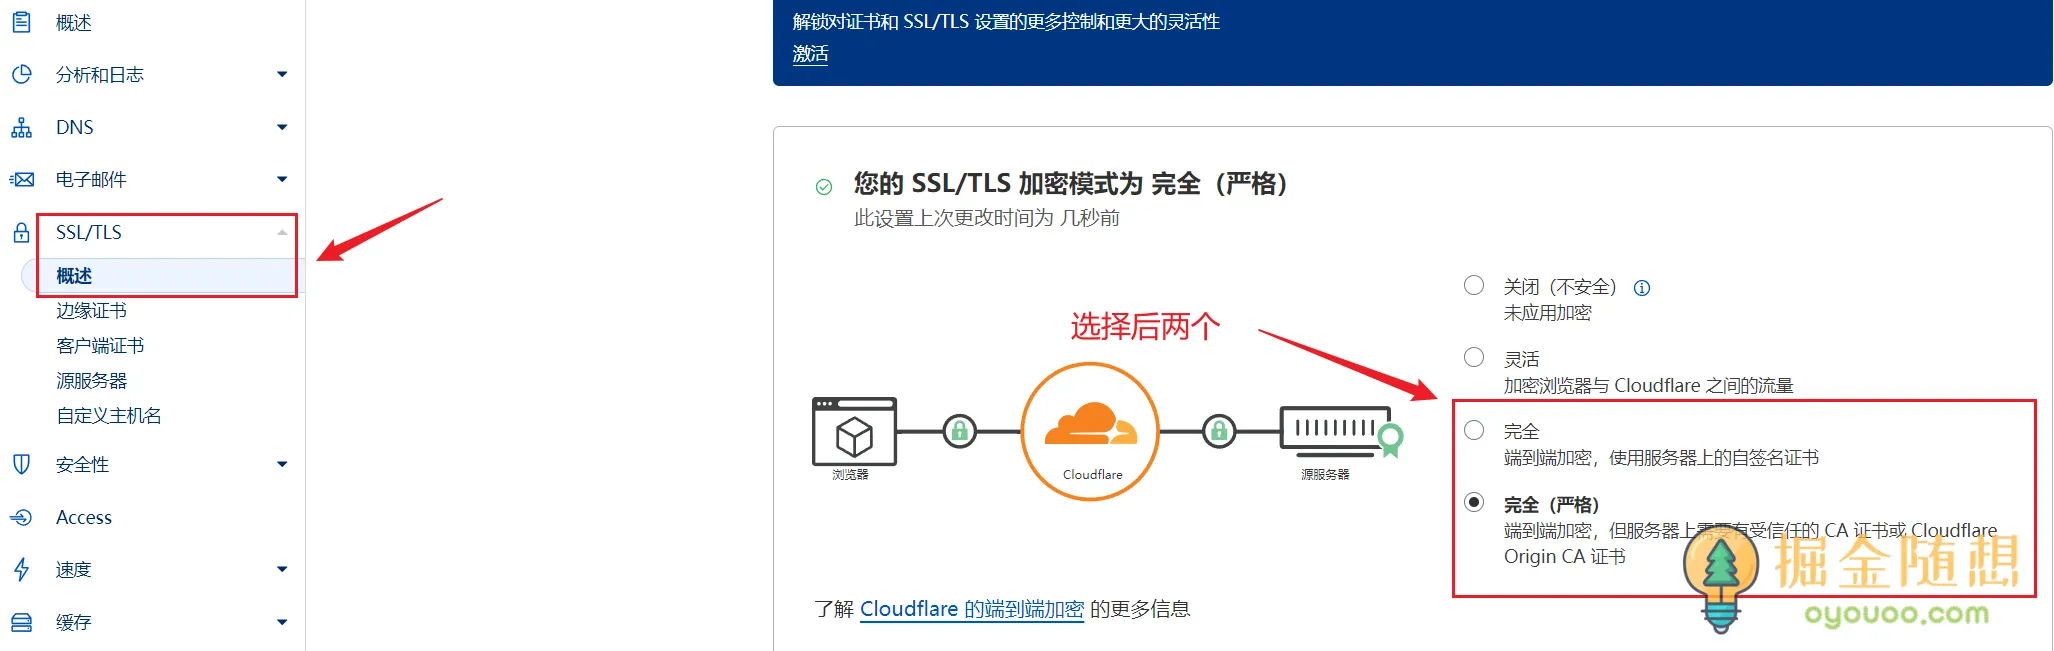 概述
分析和日志
DNS
电子邮件
SSL/TLS
概述
边缘证书
客户端证书
源服务器
自定义主机名
安全性
Access
速度
缓存
解锁对证书和 SSL/TLS 设置的更多控制和更大的灵活性
激活
您的 SSL/TLS 加密模式为 完全（严格）
此设置上次更改时间为 几秒前
选择后两个
浏览器
Cloudflare
源服务器
关闭（不安全）
未应用加密
灵活
加密浏览器与 Cloudflare 之间的流量
完全
端到端加密，使用服务器上的自签名证书
完全（严格）
端到端加密，但服务器上需要有受信任的 CA 证书或 Cloudflare
Origin CA 证书
了解 Cloudflare 的端到端加密 的更多信息
掘金随想
oyouoo.com